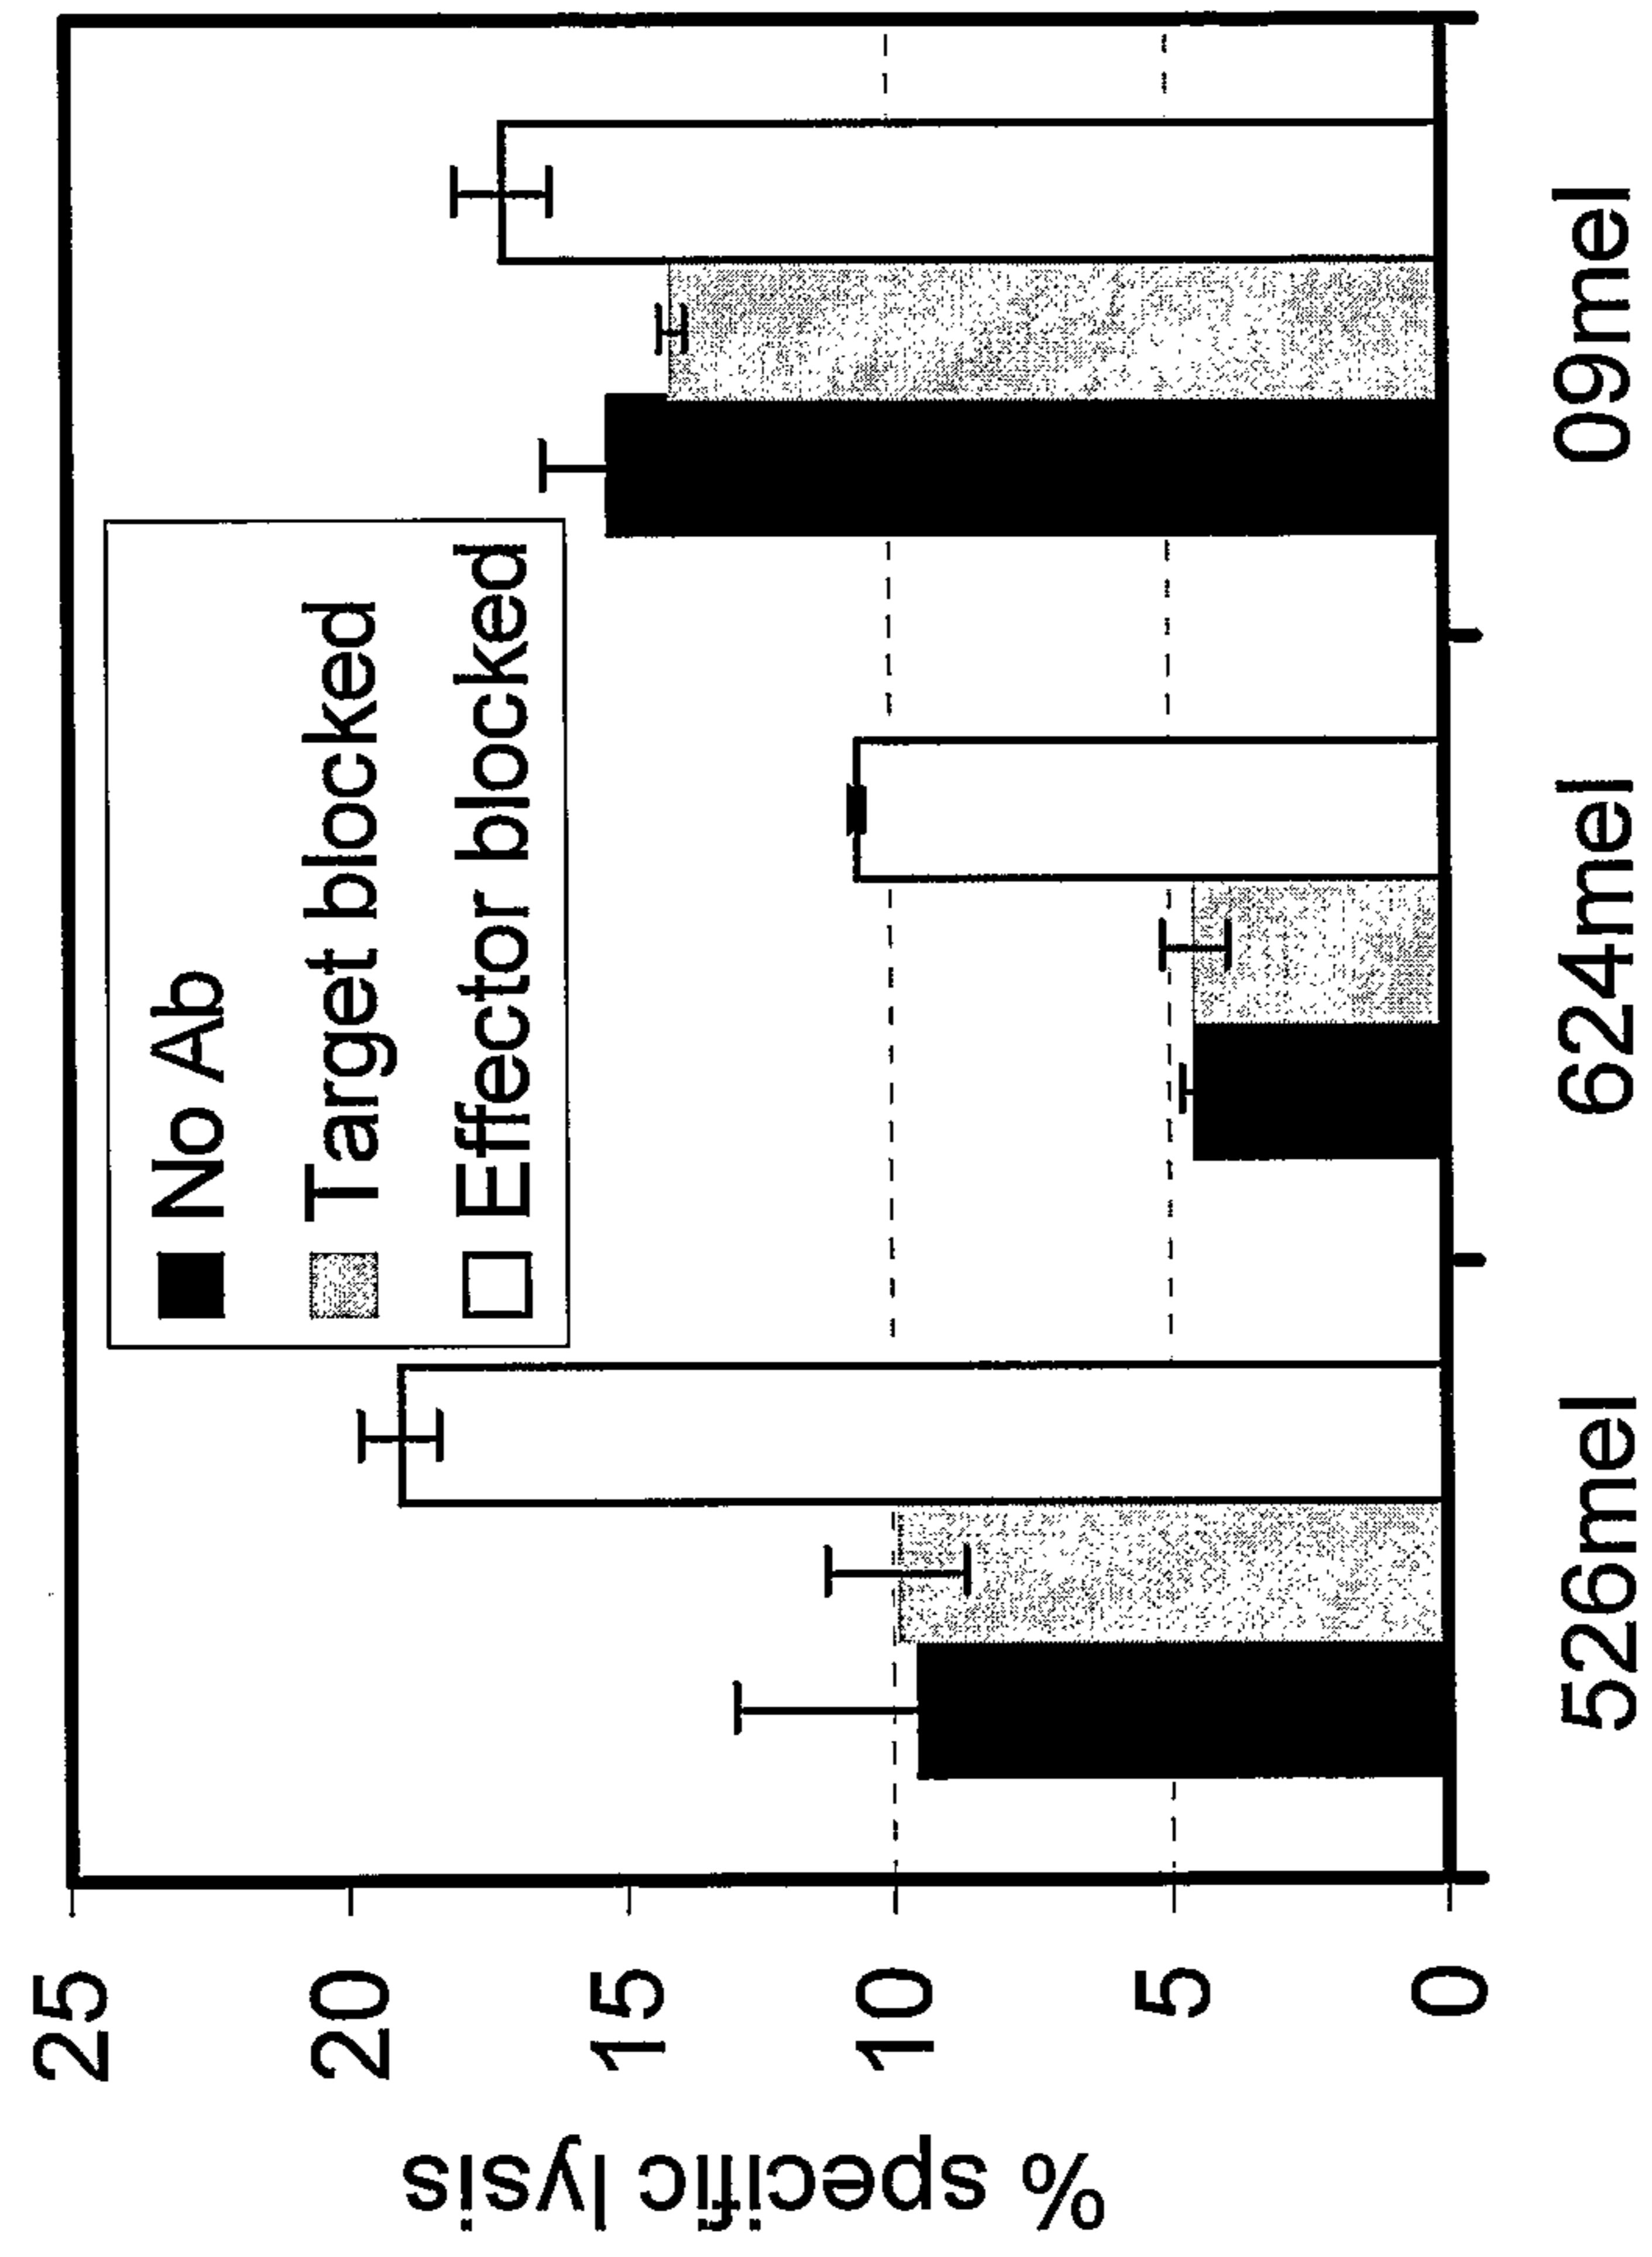 % specific lysis
25
20
15
10
5
0
No Ab
Target blocked
Effector blocked
526mel
624mel
09mel